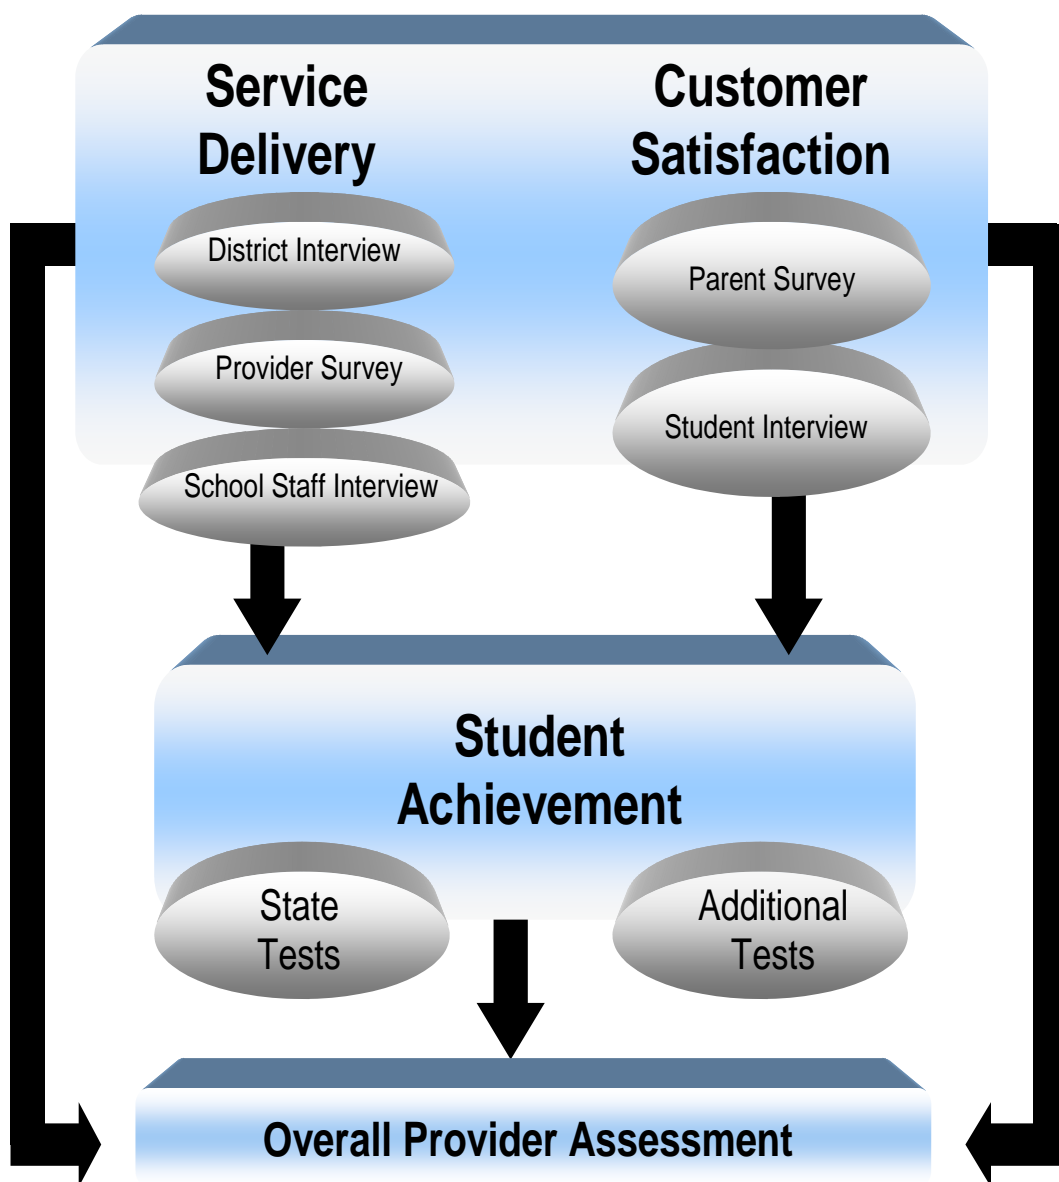 Service
Delivery
District Interview
Provider Survey
School Staff Interview
Customer
Satisfaction
Parent Survey
Student Interview
Student
Achievement
State
Tests
Additional
Tests
Overall Provider Assessment